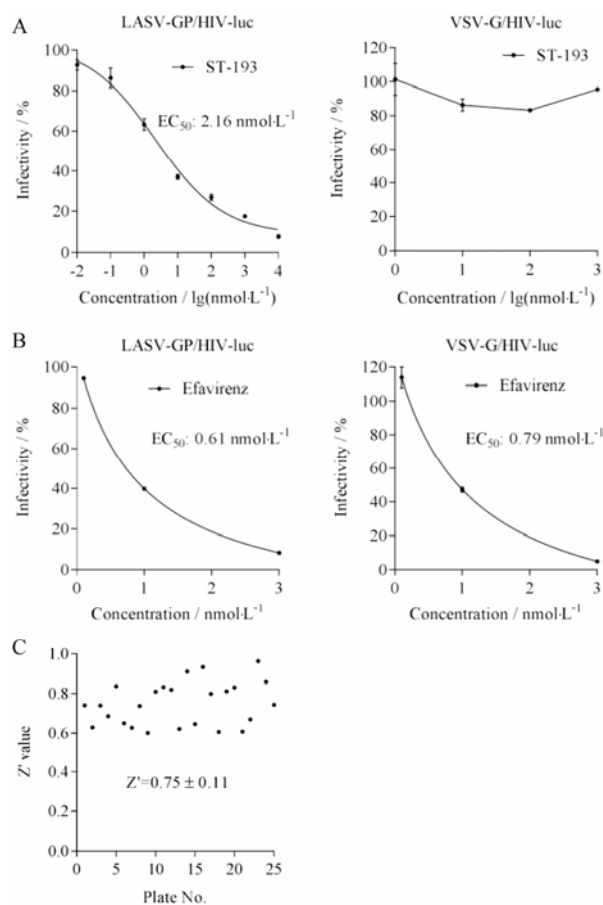 A
LASV-GP/HIV-luc
VSV-G/HIV-luc
100
80
60
40
20
0
Infectivity / %
ST-193
EC50: 2.16 nmol·L-1
-2 -1 0 1 2 3 4
Concentration / lg(nmol·L-1)
120
100
80
60
40
20
0
Infectivity / %
ST-193
0 1 2 3
Concentration / lg(nmol·L-1)
B
LASV-GP/HIV-luc
VSV-G/HIV-luc
100
80
60
40
20
0
Infectivity / %
Efavirenz
EC50: 0.61 nmol·L-1
0 1 2 3
Concentration / nmol·L-1
120
100
80
60
40
20
0
Infectivity / %
Efavirenz
EC50: 0.79 nmol·L-1
0 1 2 3
Concentration / nmol·L-1
C
1.0
0.8
0.6
0.4
0.2
0.0
Z' value
Z'=0.75 ± 0.11
0 5 10 15 20 25
Plate No.